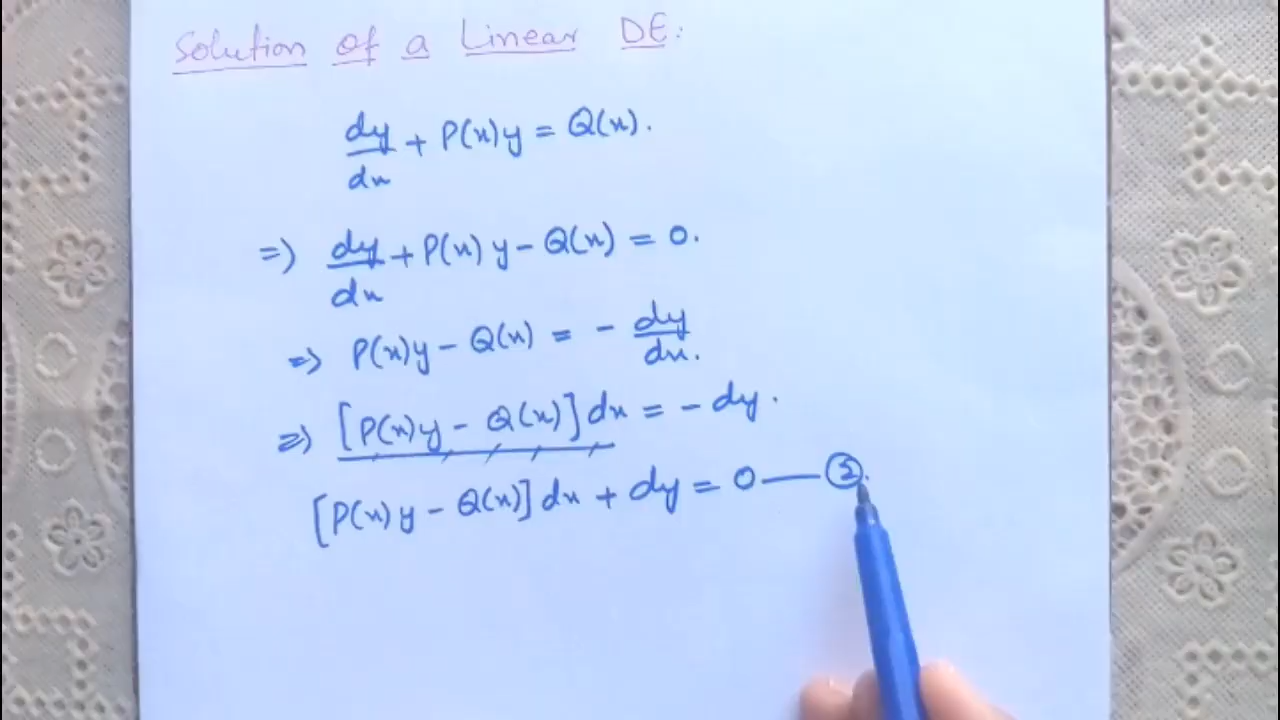 Solution of a Linear DE:
dy/dx + P(x)y = Q(x).
=> dy/dx + P(x) y - Q(x) = 0.
=> P(x)y - Q(x) = - dy/dx.
=> [P(x)y - Q(x)] dx = - dy.
[P(x)y - Q(x)] dx + dy = 0 — ②.